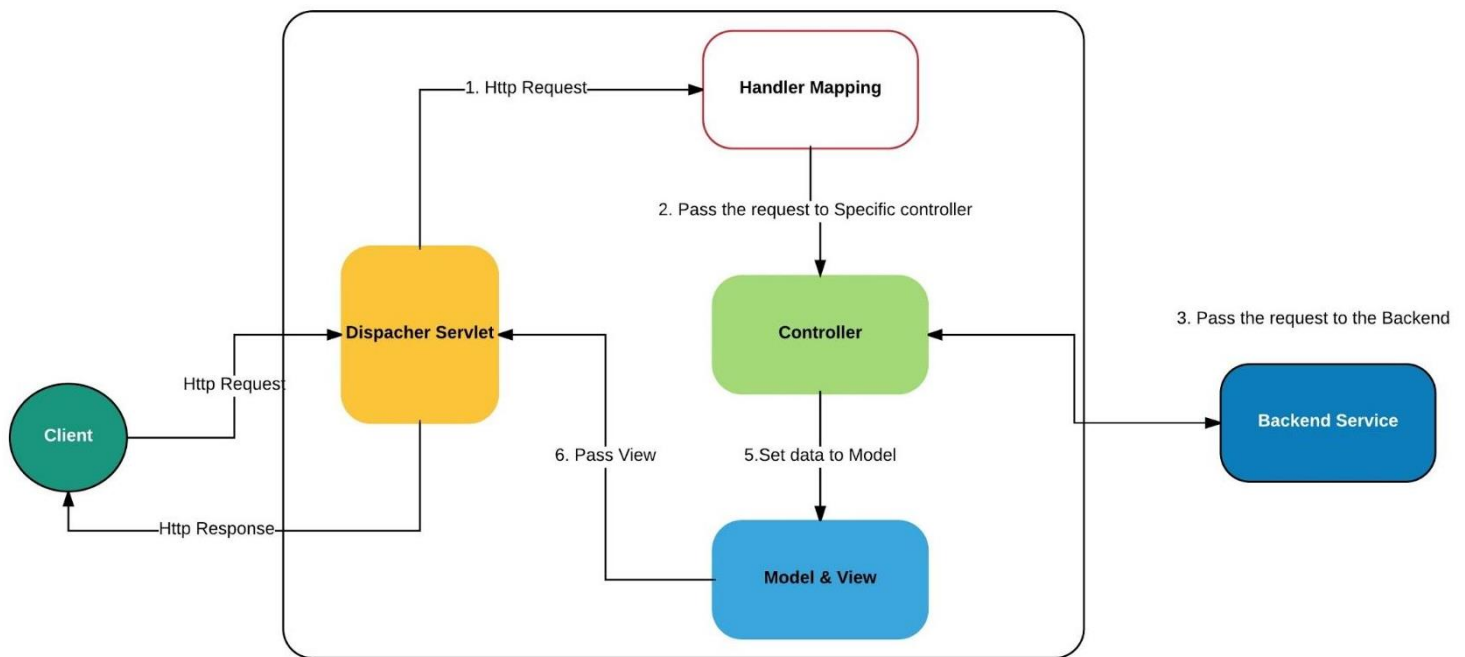 1. Http Request
Handler Mapping
2. Pass the request to Specific controller
Dispacher Servlet
Controller
3. Pass the request to the Backend
Http Request
Client
Backend Service
6. Pass View
5.Set data to Model
Http Response
Model & View